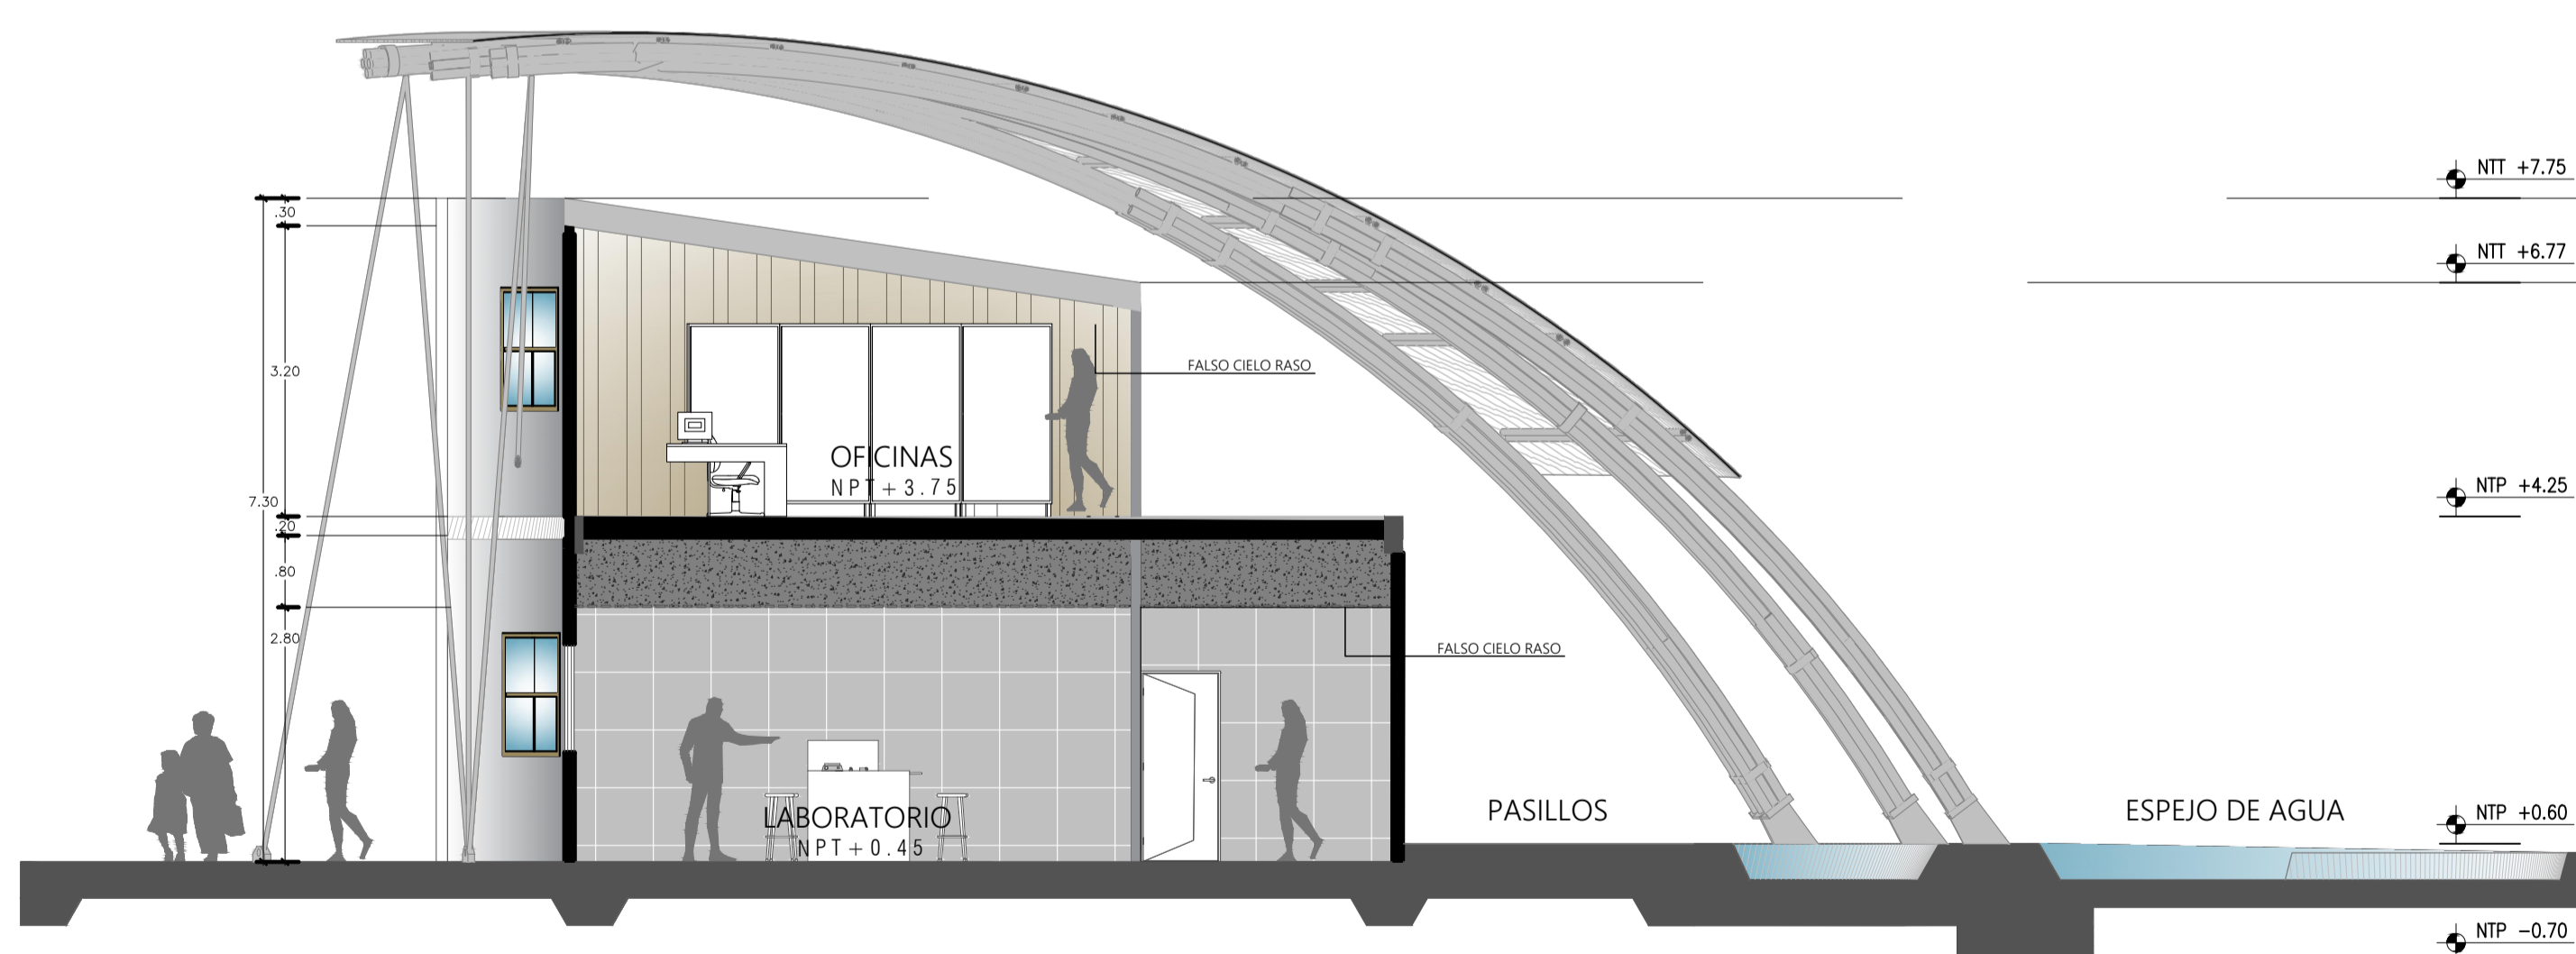 NTT +7.75
.30
NTT +6.77
3.20
FALSO CIELO RASO
OFICINAS
NPT+3.75
7.30
NTP +4.25
.20
.80
2.80
FALSO CIELO RASO
PASILLOS
ESPEJO DE AGUA
LABORATORIO
NPT+0.45
NTP +0.60
NTP -0.70